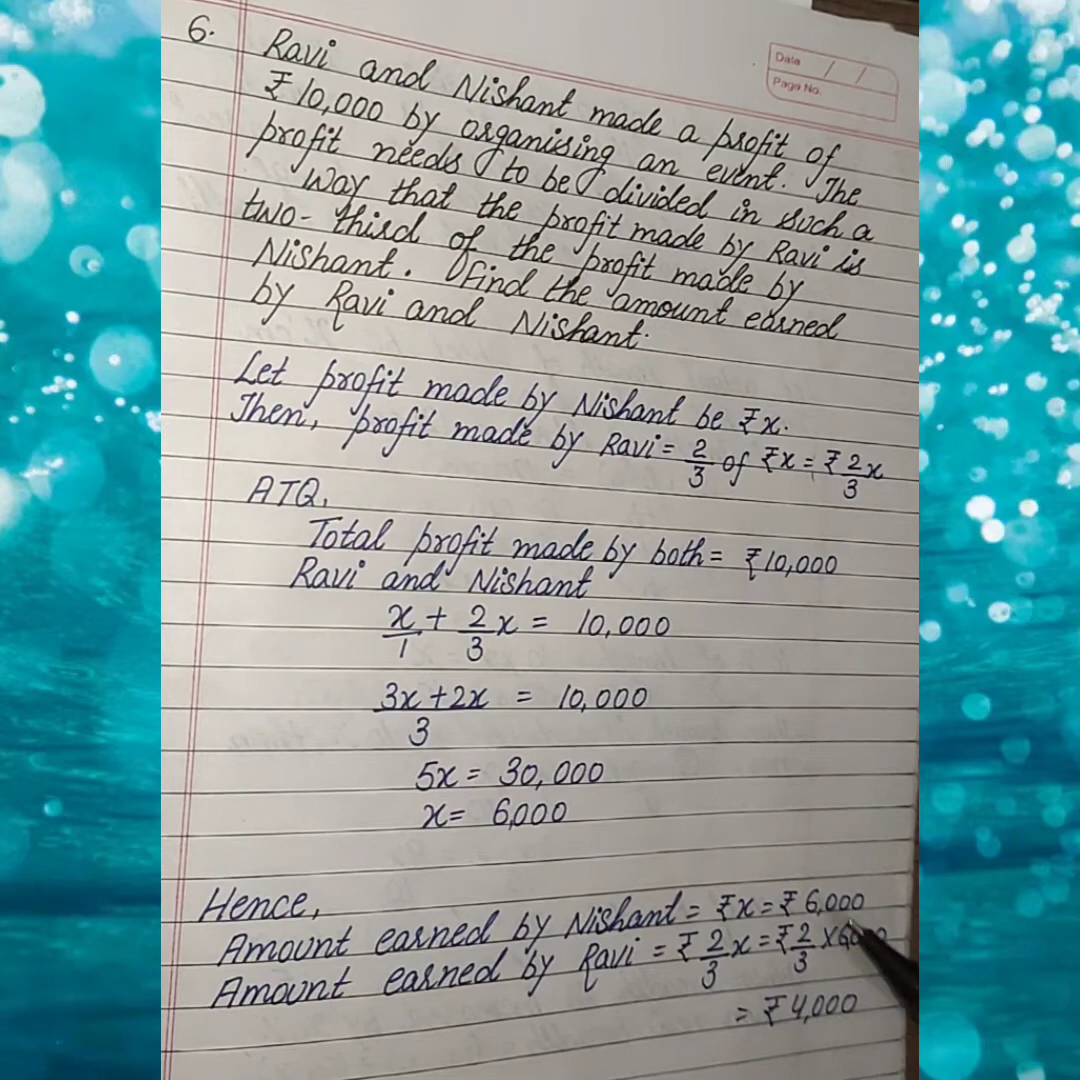 Date / /
Page No.
6. Ravi and Nishant made a profit of
₹10,000 by organising an event. The
profit needs to be divided in such a
way that the profit made by Ravi is
two-third of the profit made by
Nishant. Find the amount earned
by Ravi and Nishant.
Let profit made by Nishant be ₹x.
Then, profit made by Ravi = 2/3 of ₹x = ₹2/3 x
ATQ,
Total profit made by both = ₹10,000
Ravi and Nishant
x/1 + 2/3 x = 10,000
3x+2x/3 = 10,000
5x = 30,000
x = 6,000
Hence,
Amount earned by Nishant = ₹x = ₹6,000
Amount earned by Ravi = ₹2/3 x = ₹2/3 ×6000
= ₹4,000